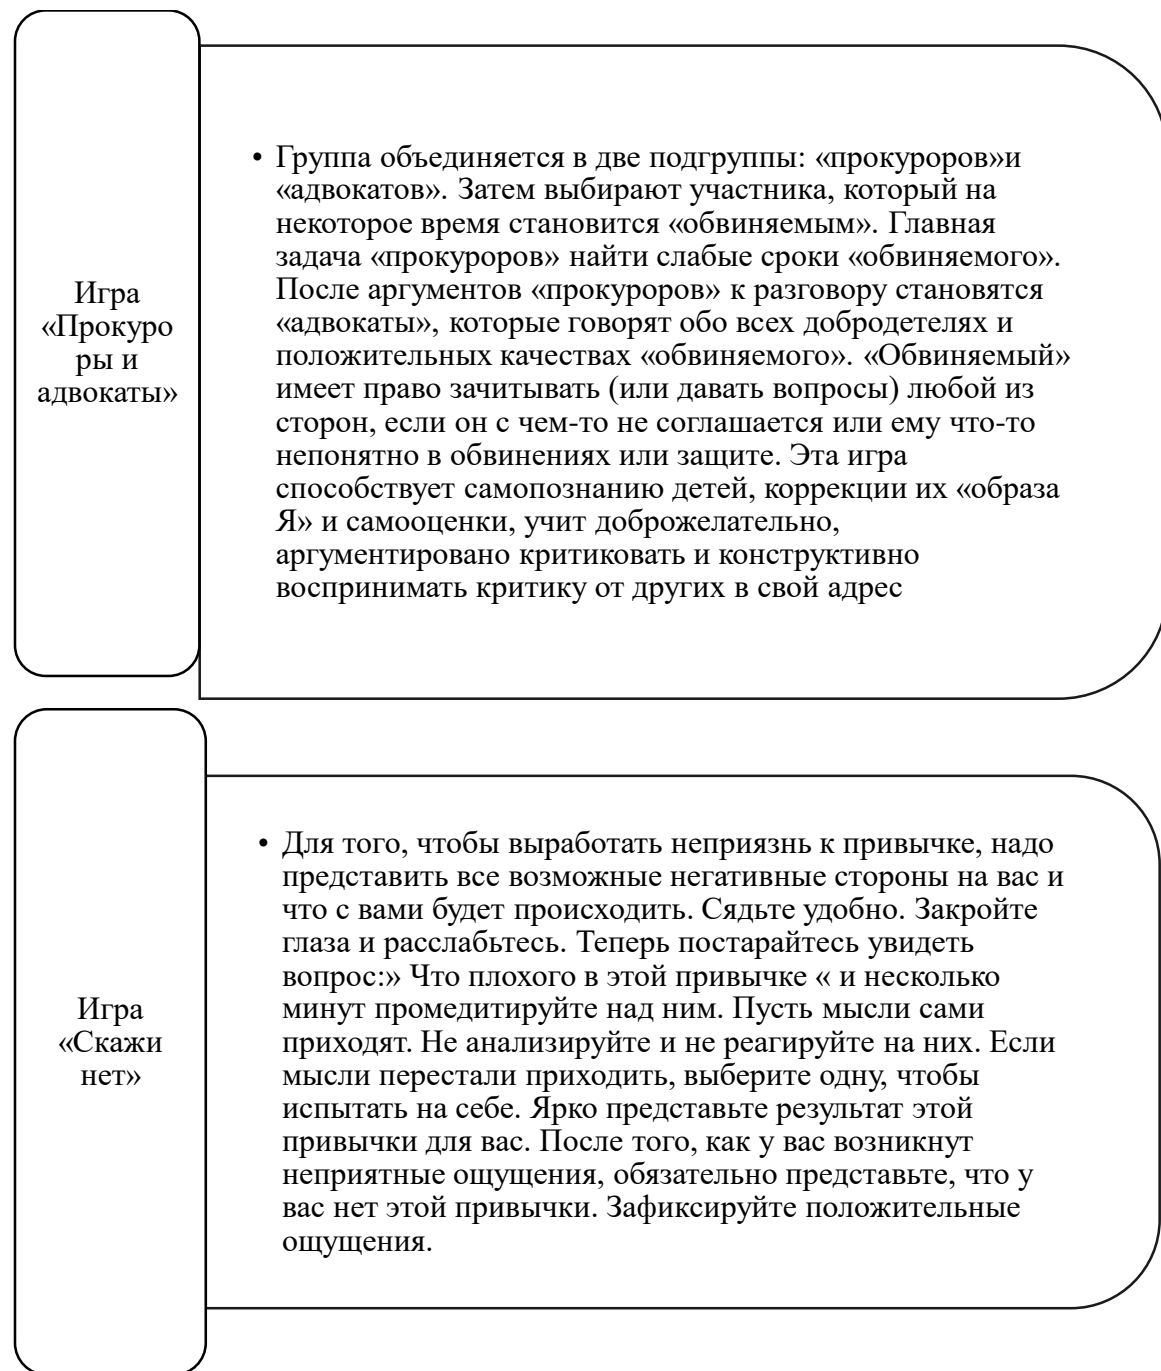 Игра
«Прокуро
ры и
адвокаты»
• Группа объединяется в две подгруппы: «прокуроров»и
«адвокатов». Затем выбирают участника, который на
некоторое время становится «обвиняемым». Главная
задача «прокуроров» найти слабые сроки «обвиняемого».
После аргументов «прокуроров» к разговору становятся
«адвокаты», которые говорят обо всех добродетелях и
положительных качествах «обвиняемого». «Обвиняемый»
имеет право зачитывать (или давать вопросы) любой из
сторон, если он с чем-то не соглашается или ему что-то
непонятно в обвинениях или защите. Эта игра
способствует самопознанию детей, коррекции их «образа
Я» и самооценки, учит доброжелательно,
аргументировано критиковать и конструктивно
воспринимать критику от других в свой адрес
Игра
«Скажи
нет»
• Для того, чтобы выработать неприязнь к привычке, надо
представить все возможные негативные стороны на вас и
что с вами будет происходить. Сядьте удобно. Закройте
глаза и расслабьтесь. Теперь постарайтесь увидеть
вопрос:» Что плохого в этой привычке « и несколько
минут промедитируйте над ним. Пусть мысли сами
приходят. Не анализируйте и не реагируйте на них. Если
мысли перестали приходить, выберите одну, чтобы
испытать на себе. Ярко представьте результат этой
привычки для вас. После того, как у вас возникнут
неприятные ощущения, обязательно представьте, что у
вас нет этой привычки. Зафиксируйте положительные
ощущения.